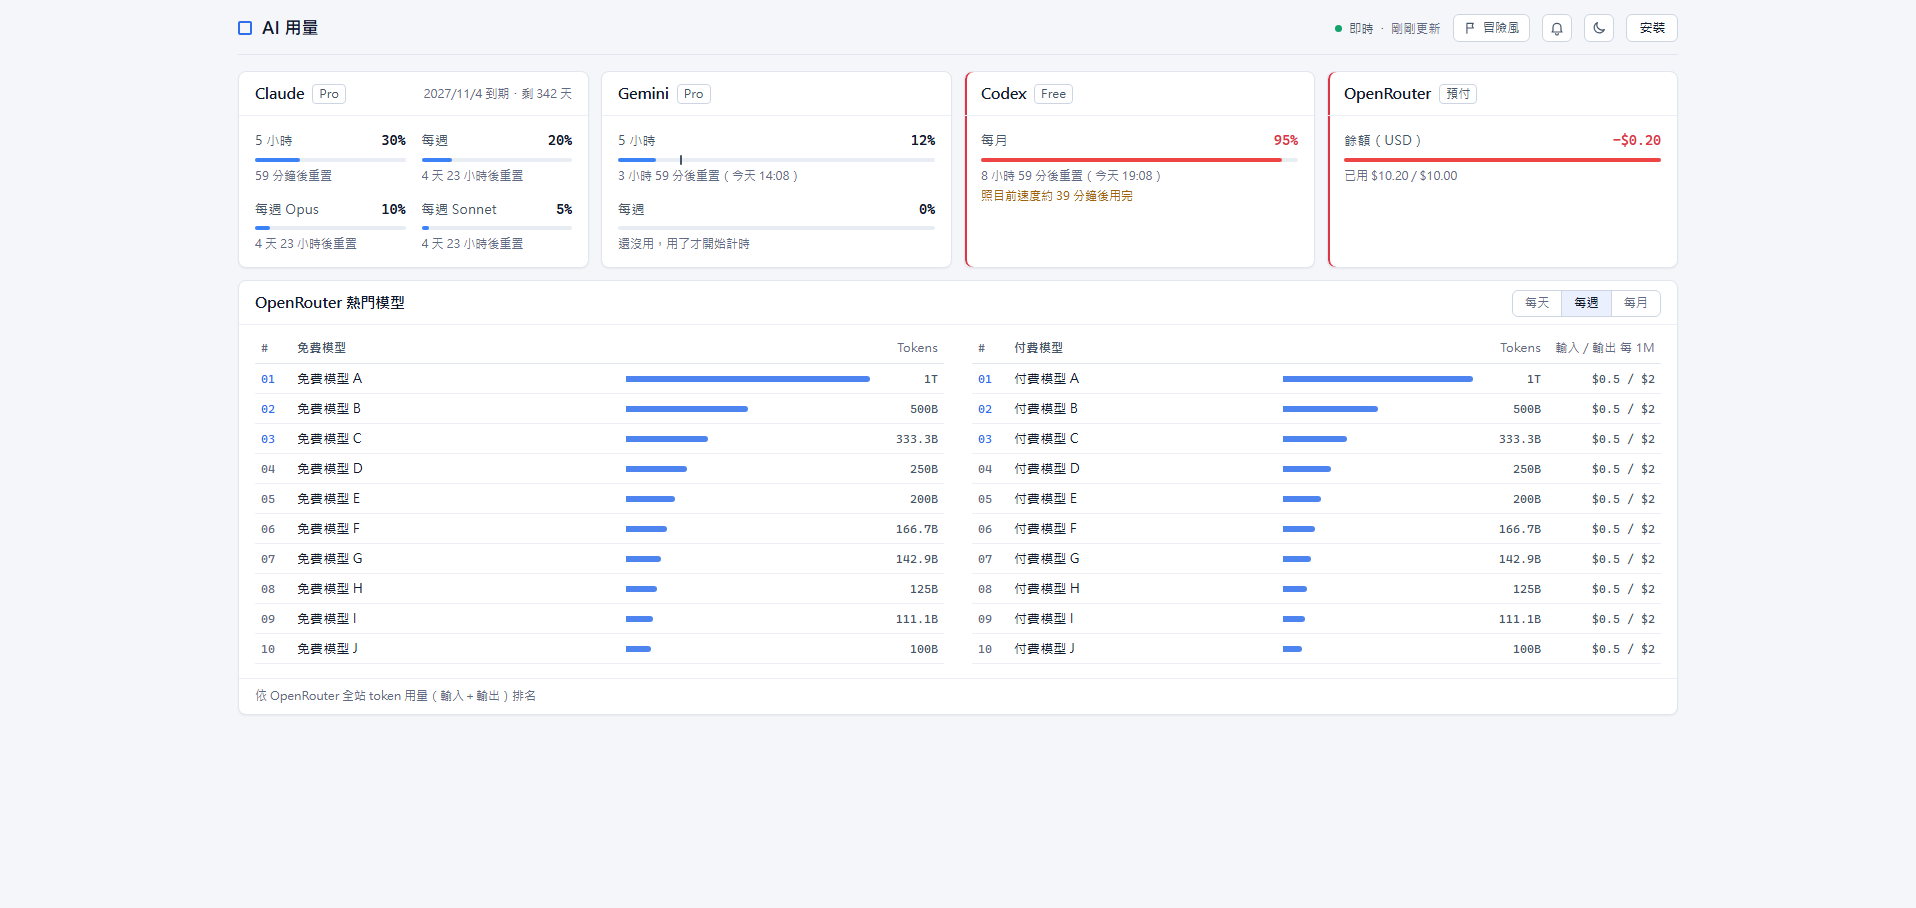 AI 用量
即時 · 剛剛更新
冒險風
安裝
Claude Pro 2027/11/4 到期 · 剩 342 天
5 小時 30%
59 分鐘後重置
每週 20%
4 天 23 小時後重置
每週 Opus 10%
4 天 23 小時後重置
每週 Sonnet 5%
4 天 23 小時後重置
Gemini Pro
5 小時 12%
3 小時 59 分後重置（今天 14:08）
每週 0%
還沒用，用了才開始計時
Codex Free
每月 95%
8 小時 59 分後重置（今天 19:08）
照目前速度約 39 分鐘後用完
OpenRouter 預付
餘額（USD） −$0.20
已用 $10.20 / $10.00
OpenRouter 熱門模型
每天 每週 每月
# 免費模型 Tokens
01 免費模型 A 1T
02 免費模型 B 500B
03 免費模型 C 333.3B
04 免費模型 D 250B
05 免費模型 E 200B
06 免費模型 F 166.7B
07 免費模型 G 142.9B
08 免費模型 H 125B
09 免費模型 I 111.1B
10 免費模型 J 100B
# 付費模型 Tokens 輸入 / 輸出 每 1M
01 付費模型 A 1T $0.5 / $2
02 付費模型 B 500B $0.5 / $2
03 付費模型 C 333.3B $0.5 / $2
04 付費模型 D 250B $0.5 / $2
05 付費模型 E 200B $0.5 / $2
06 付費模型 F 166.7B $0.5 / $2
07 付費模型 G 142.9B $0.5 / $2
08 付費模型 H 125B $0.5 / $2
09 付費模型 I 111.1B $0.5 / $2
10 付費模型 J 100B $0.5 / $2
依 OpenRouter 全站 token 用量（輸入 + 輸出）排名